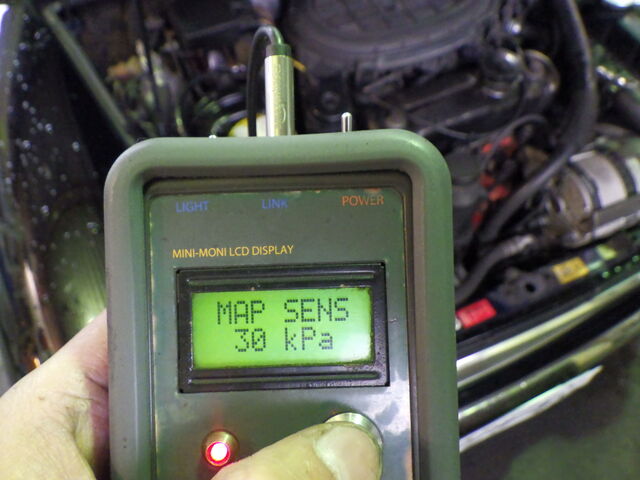 LIGHT LINK POWER
MINI-MONI LCD DISPLAY
MAP SENS
30 kPa